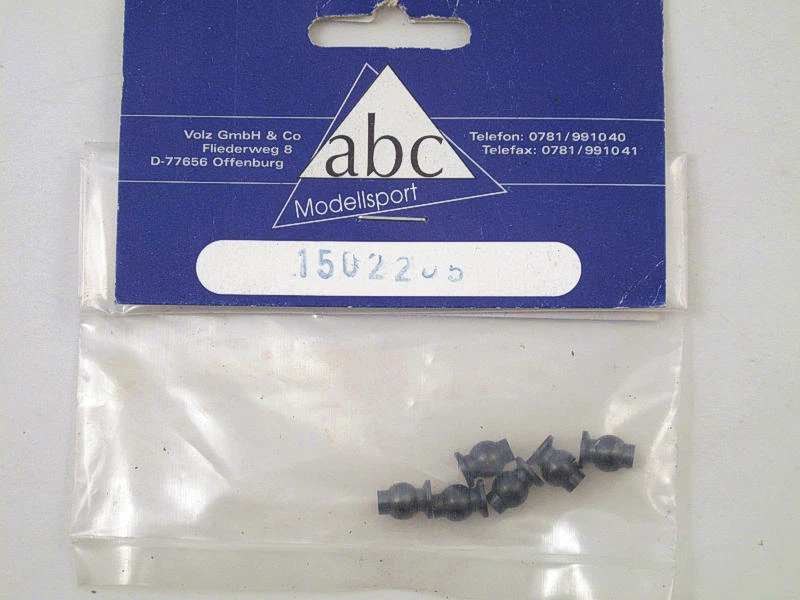 Volz GmbH & Co
Fliederweg 8
D-77656 Offenburg
abc
Modellsport
Telefon: 0781/991040
Telefax: 0781/991041